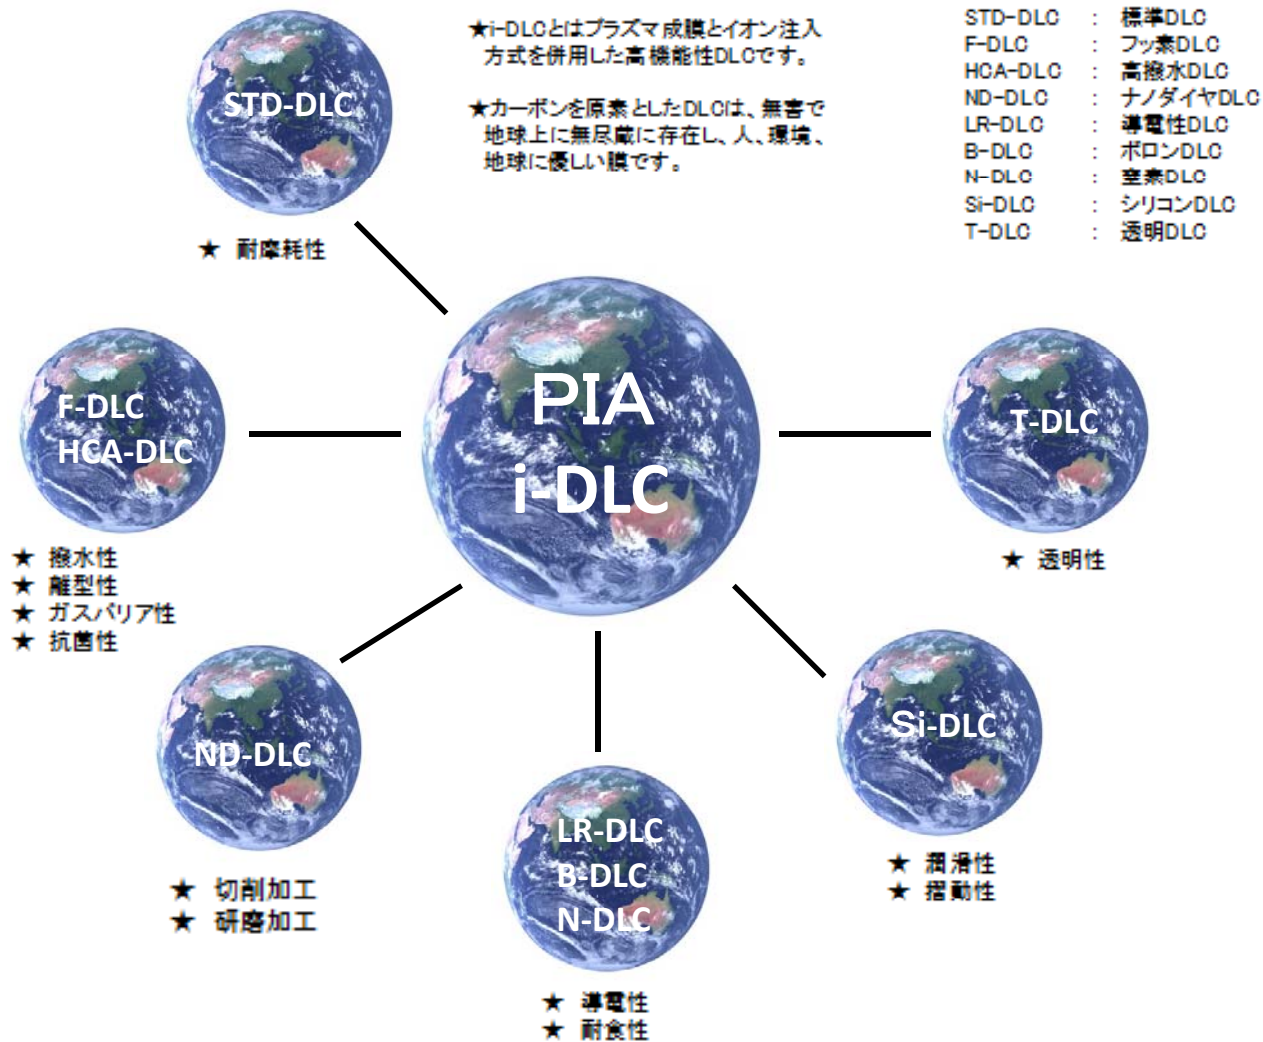 ★i-DLCとはプラズマ成膜とイオン注入
方式を併用した高機能性DLCです。
★カーボンを原素としたDLCは、無害で
地球上に無尽蔵に存在し、人、環境、
地球に優しい膜です。
STD-DLC : 標準DLC
F-DLC : フッ素DLC
HCA-DLC : 高撥水DLC
ND-DLC : ナノダイヤDLC
LR-DLC : 導電性DLC
B-DLC : ボロンDLC
N-DLC : 窒素DLC
Si-DLC : シリコンDLC
T-DLC : 透明DLC
STD-DLC
★ 耐摩耗性
F-DLC
HCA-DLC
★ 撥水性
★ 離型性
★ ガスバリア性
★ 抗菌性
PIA
i-DLC
T-DLC
★ 透明性
ND-DLC
★ 切削加工
★ 研磨加工
LR-DLC
B-DLC
N-DLC
★ 導電性
★ 耐食性
Si-DLC
★ 潤滑性
★ 摺動性